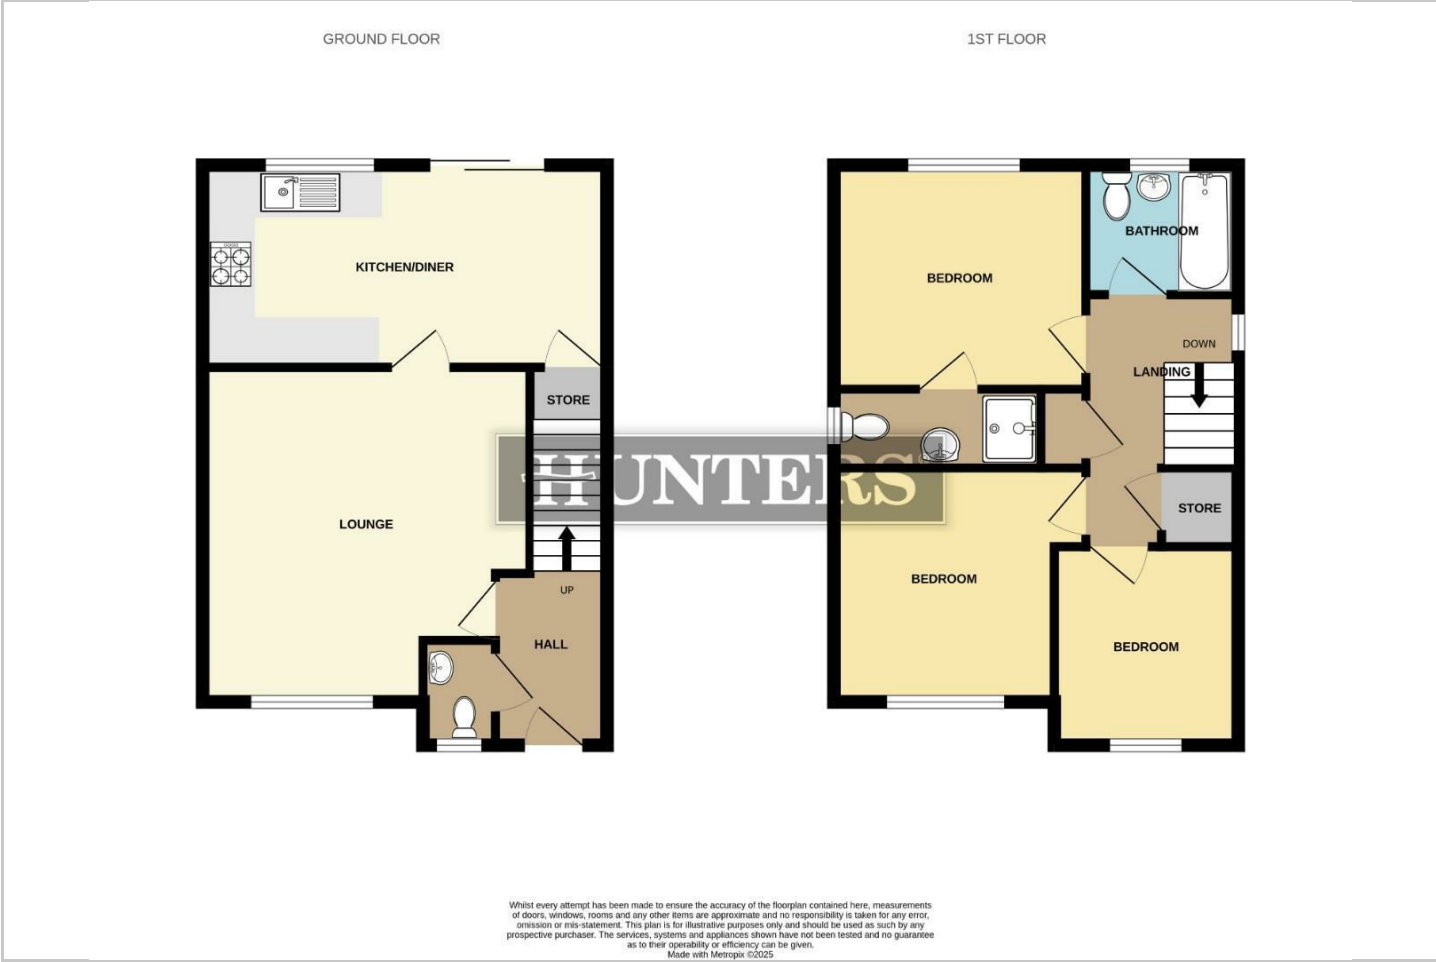 GROUND FLOOR
1ST FLOOR
KITCHEN/DINER
STORE
LOUNGE
UP
HALL
BEDROOM
BATHROOM
DOWN
LANDING
STORE
BEDROOM
BEDROOM
HUNTERS
Whilst every attempt has been made to ensure the accuracy of the floorplan contained here, measurements
of doors, windows, rooms and any other items are approximate and no responsibility is taken for any error,
omission or mis-statement. This plan is for illustrative purposes only and should be used as such by any
prospective purchaser. The services, systems and appliances shown have not been tested and no guarantee
as to their operability or efficiency can be given.
Made with Metropix ©2025